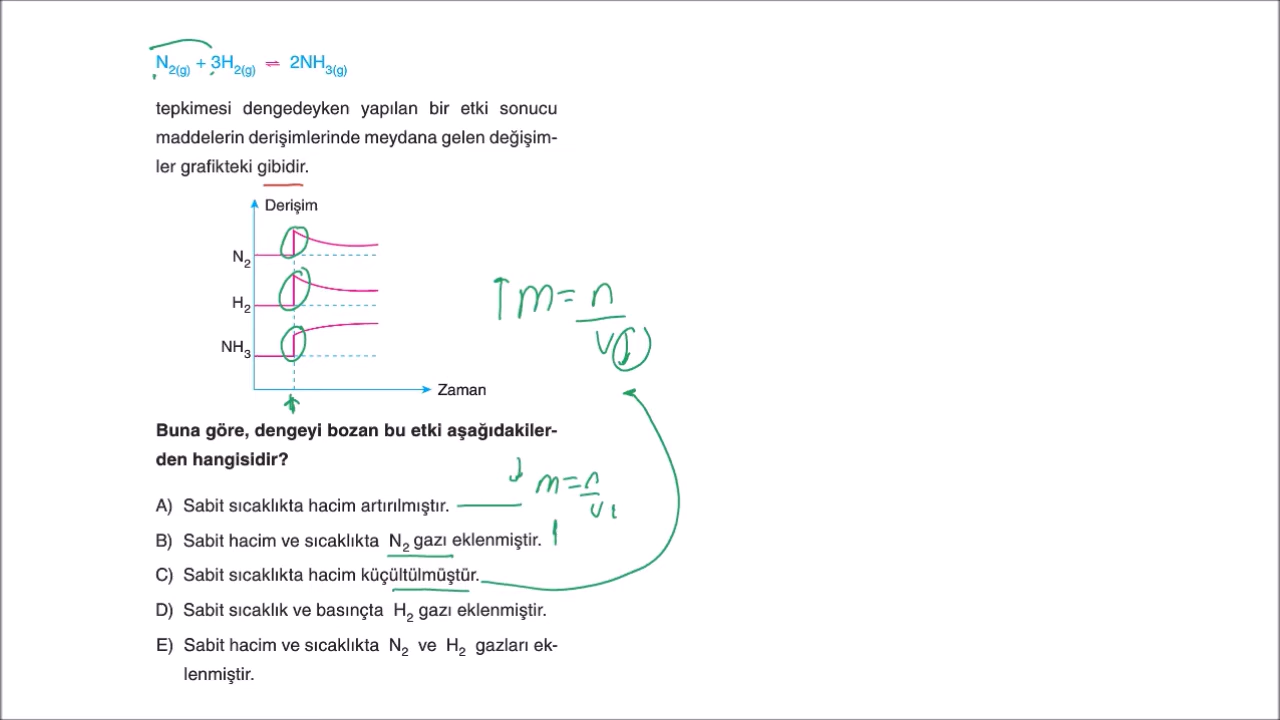 N2(g) + 3H2(g) ⇌ 2NH3(g)
tepkimesi dengedeyken yapılan bir etki sonucu
maddelerin derişimlerinde meydana gelen değişim-
ler grafikteki gibidir.
Derişim
N2
H2
NH3
Zaman
↑ m = n
V ↓
Buna göre, dengeyi bozan bu etki aşağıdakiler-
den hangisidir?
↓ m = n
V ↑
A) Sabit sıcaklıkta hacim artırılmıştır.
B) Sabit hacim ve sıcaklıkta N2 gazı eklenmiştir.
C) Sabit sıcaklıkta hacim küçültülmüştür.
D) Sabit sıcaklık ve basınçta H2 gazı eklenmiştir.
E) Sabit hacim ve sıcaklıkta N2 ve H2 gazları ek-
lenmiştir.